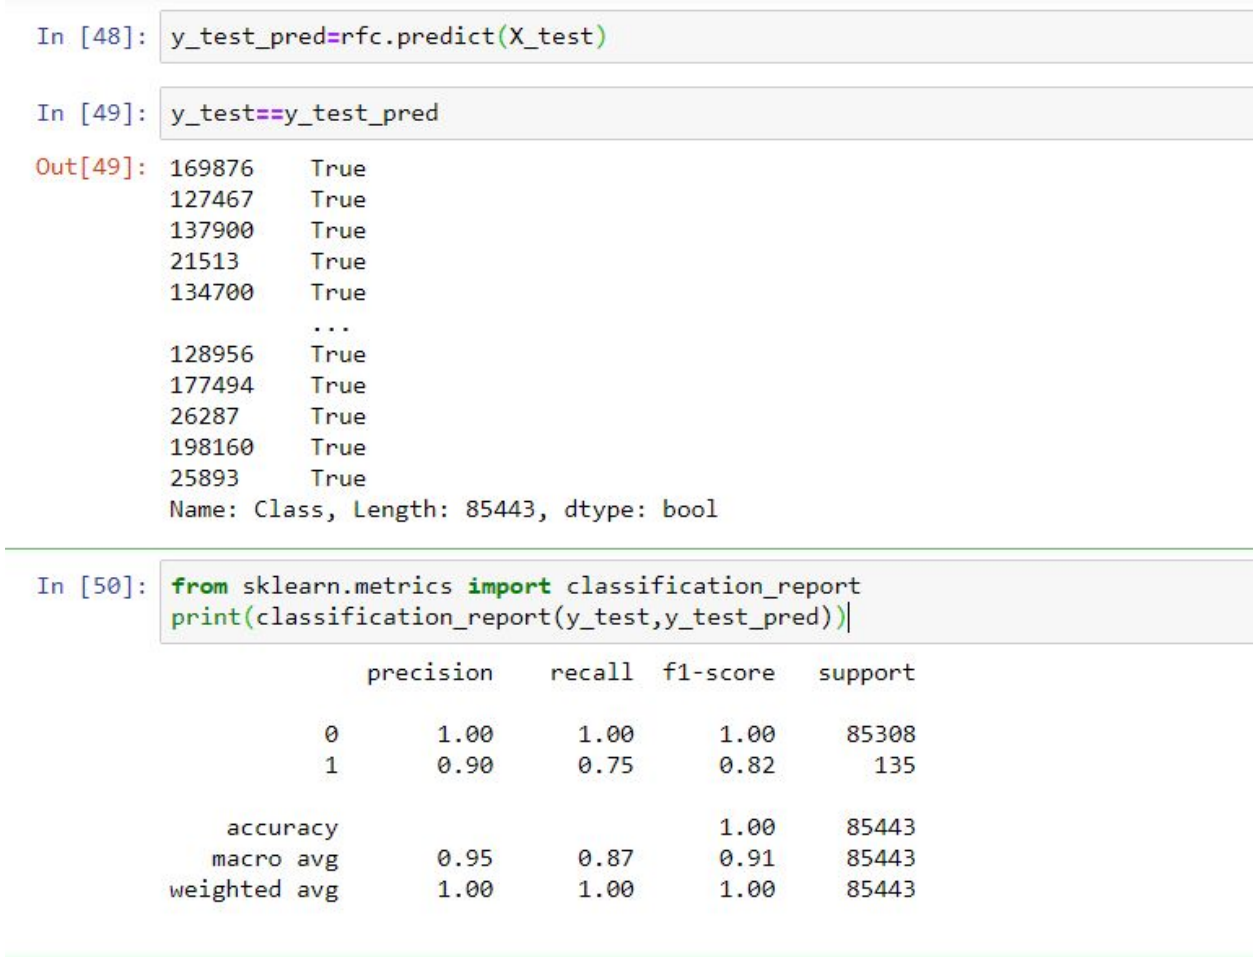 In [48]: y_test_pred=rfc.predict(X_test)
In [49]: y_test==y_test_pred
Out[49]: 169876    True
127467    True
137900    True
21513     True
134700    True
...
128956    True
177494    True
26287     True
198160    True
25893     True
Name: Class, Length: 85443, dtype: bool
In [50]: from sklearn.metrics import classification_report
print(classification_report(y_test,y_test_pred))
precision    recall  f1-score   support
0       1.00      1.00      1.00     85308
1       0.90      0.75      0.82       135
accuracy                           1.00     85443
macro avg       0.95      0.87      0.91     85443
weighted avg       1.00      1.00      1.00     85443